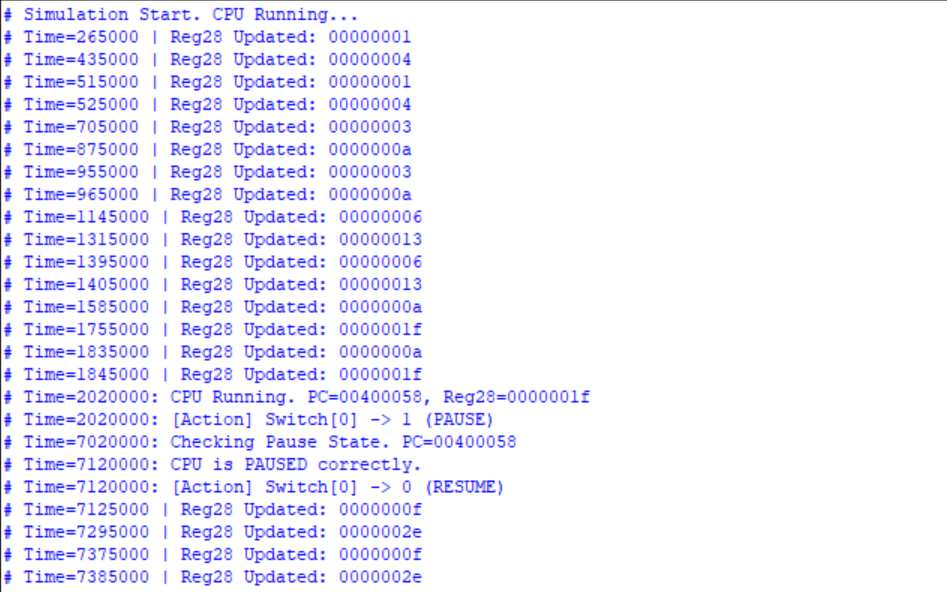 # Simulation Start. CPU Running...
# Time=265000 | Reg28 Updated: 00000001
# Time=435000 | Reg28 Updated: 00000004
# Time=515000 | Reg28 Updated: 00000001
# Time=525000 | Reg28 Updated: 00000004
# Time=705000 | Reg28 Updated: 00000003
# Time=875000 | Reg28 Updated: 0000000a
# Time=955000 | Reg28 Updated: 00000003
# Time=965000 | Reg28 Updated: 0000000a
# Time=1145000 | Reg28 Updated: 00000006
# Time=1315000 | Reg28 Updated: 00000013
# Time=1395000 | Reg28 Updated: 00000006
# Time=1405000 | Reg28 Updated: 00000013
# Time=1585000 | Reg28 Updated: 0000000a
# Time=1755000 | Reg28 Updated: 0000001f
# Time=1835000 | Reg28 Updated: 0000000a
# Time=1845000 | Reg28 Updated: 0000001f
# Time=2020000: CPU Running. PC=00400058, Reg28=0000001f
# Time=2020000: [Action] Switch[0] -> 1 (PAUSE)
# Time=7020000: Checking Pause State. PC=00400058
# Time=7120000: CPU is PAUSED correctly.
# Time=7120000: [Action] Switch[0] -> 0 (RESUME)
# Time=7125000 | Reg28 Updated: 0000000f
# Time=7295000 | Reg28 Updated: 0000002e
# Time=7375000 | Reg28 Updated: 0000000f
# Time=7385000 | Reg28 Updated: 0000002e